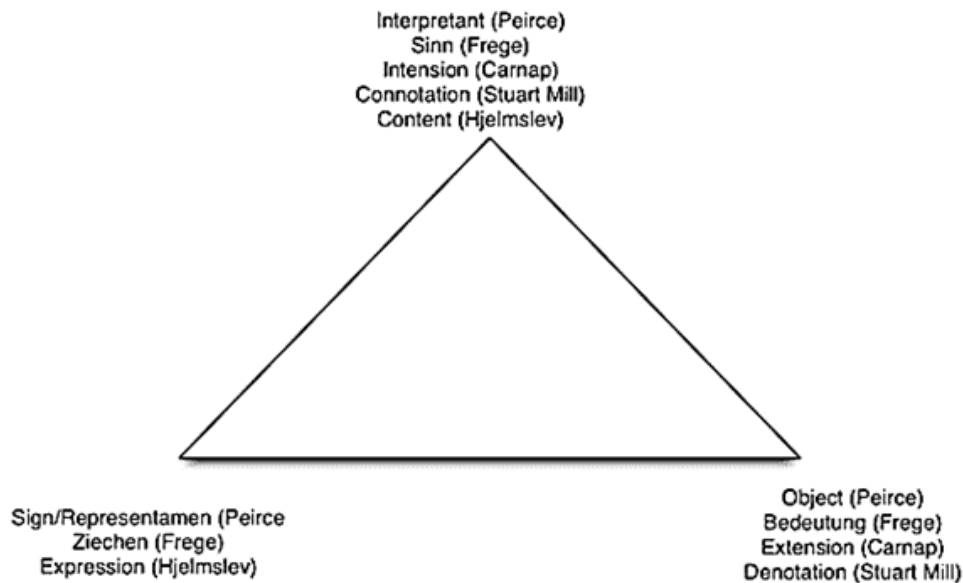 Interpretant (Peirce)
Sinn (Frege)
Intension (Carnap)
Connotation (Stuart Mill)
Content (Hjelmslev)
Sign/Representamen (Peirce
Ziechen (Frege)
Expression (Hjelmslev)
Object (Peirce)
Bedeutung (Frege)
Extension (Carnap)
Denotation (Stuart Mill)